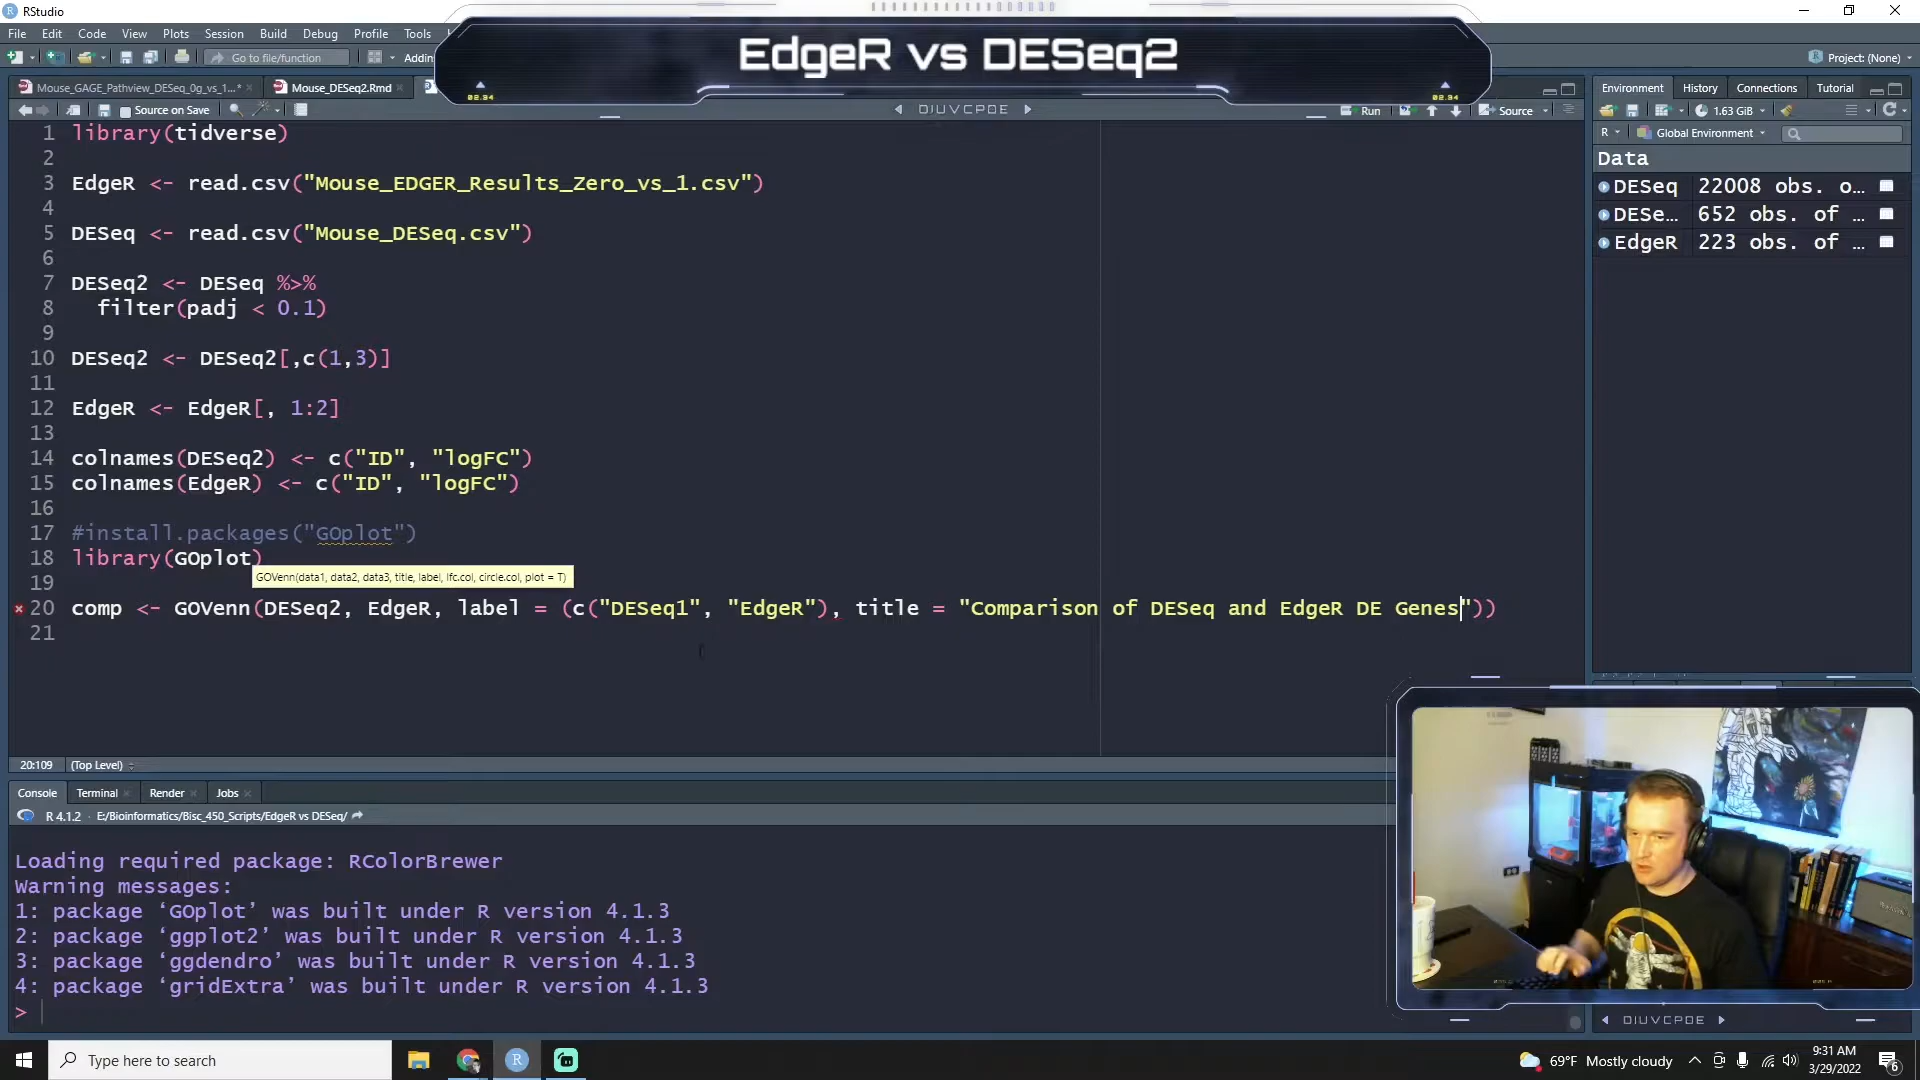 RStudio
EdgeR vs DESeq2
File Edit Code View Plots Session Build Debug Profile Tools
Go to file/function
Addin
Project: (None)
Mouse_GAGE_Pathview_DESeq_0g_vs_1...*
Mouse_DESeq2.Rmd
02.94
02.94
DIUVCPDE
Source on Save
Run
Source
Environment History Connections Tutorial
1.63 GiB
R
Global Environment
Data
DESeq 22008 obs. o...
DESe... 652 obs. of ...
EdgeR 223 obs. of ...
1 library(tidverse)
2
3 EdgeR <- read.csv("Mouse_EDGER_Results_Zero_vs_1.csv")
4
5 DESeq <- read.csv("Mouse_DESeq.csv")
6
7 DESeq2 <- DESeq %>%
8 filter(padj < 0.1)
9
10 DESeq2 <- DESeq2[,c(1,3)]
11
12 EdgeR <- EdgeR[, 1:2]
13
14 colnames(DESeq2) <- c("ID", "logFC")
15 colnames(EdgeR) <- c("ID", "logFC")
16
17 #install.packages("GOplot")
18 library(GOplot)
GOVenn(data1, data2, data3, title, label, lfc.col, circle.col, plot = T)
19
20 comp <- GOVenn(DESeq2, EdgeR, label = (c("DESeq1", "EdgeR"), title = "Comparison of DESeq and EdgeR DE Genes"))
21
20:109 (Top Level)
Console Terminal Render Jobs
R 4.1.2 · E:/Bioinformatics/Bisc_450_Scripts/EdgeR vs DESeq/
Loading required package: RColorBrewer
Warning messages:
1: package ‘GOplot’ was built under R version 4.1.3
2: package ‘ggplot2’ was built under R version 4.1.3
3: package ‘ggdendro’ was built under R version 4.1.3
4: package ‘gridExtra’ was built under R version 4.1.3
>
DIUVCPDE
Type here to search
69°F Mostly cloudy
9:31 AM
3/29/2022
6